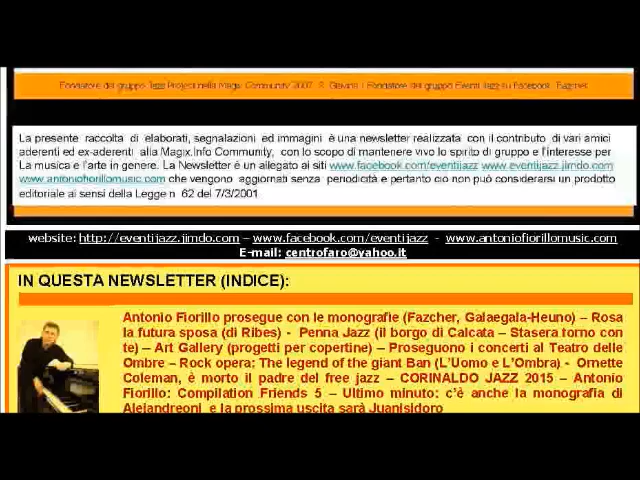 Fondatore del gruppo Jazz Project nella Magix Community 2007 Fondatore del gruppo Eventi Jazz su Facebook Fazcher
La presente raccolta di elaborati, segnalazioni ed immagini è una newsletter realizzata con il contributo di vari amici
aderenti ed ex-aderenti alla Magix.Info Community, con lo scopo di mantenere vivo lo spirito di gruppo e l'interesse per
La musica e l'arte in genere. La Newsletter é un allegato ai siti www.facebook.com/eventijazz www.eventijazz.jimdo.com
www.antoniofiorillomusic.com che vengono aggiornati senza periodicità e pertanto ciò non può considerarsi un prodotto
editoriale ai sensi della Legge n 62 del 7/3/2001
website: http://eventijazz.jimdo.com – www.facebook.com/eventijazz - www.antoniofiorillomusic.com
E-mail: centrofaro@yahoo.it
IN QUESTA NEWSLETTER (INDICE):
Antonio Fiorillo prosegue con le monografie (Fazcher, Galaegala-Heuno) – Rosa
la futura sposa (di Ribes) - Penna Jazz (il borgo di Calcata – Stasera torno con
te) – Art Gallery (progetti per copertine) – Proseguono i concerti al Teatro delle
Ombre – Rock opera; The legend of the giant Ban (L'Uomo e L'Ombra) - Ornette
Coleman, è morto il padre del free jazz – CORINALDO JAZZ 2015 – Antonio
Fiorillo: Compilation Friends 5 – Ultimo minuto: c'è anche la monografia di
Alejandreoni e la prossima uscita sarà Juanisidoro